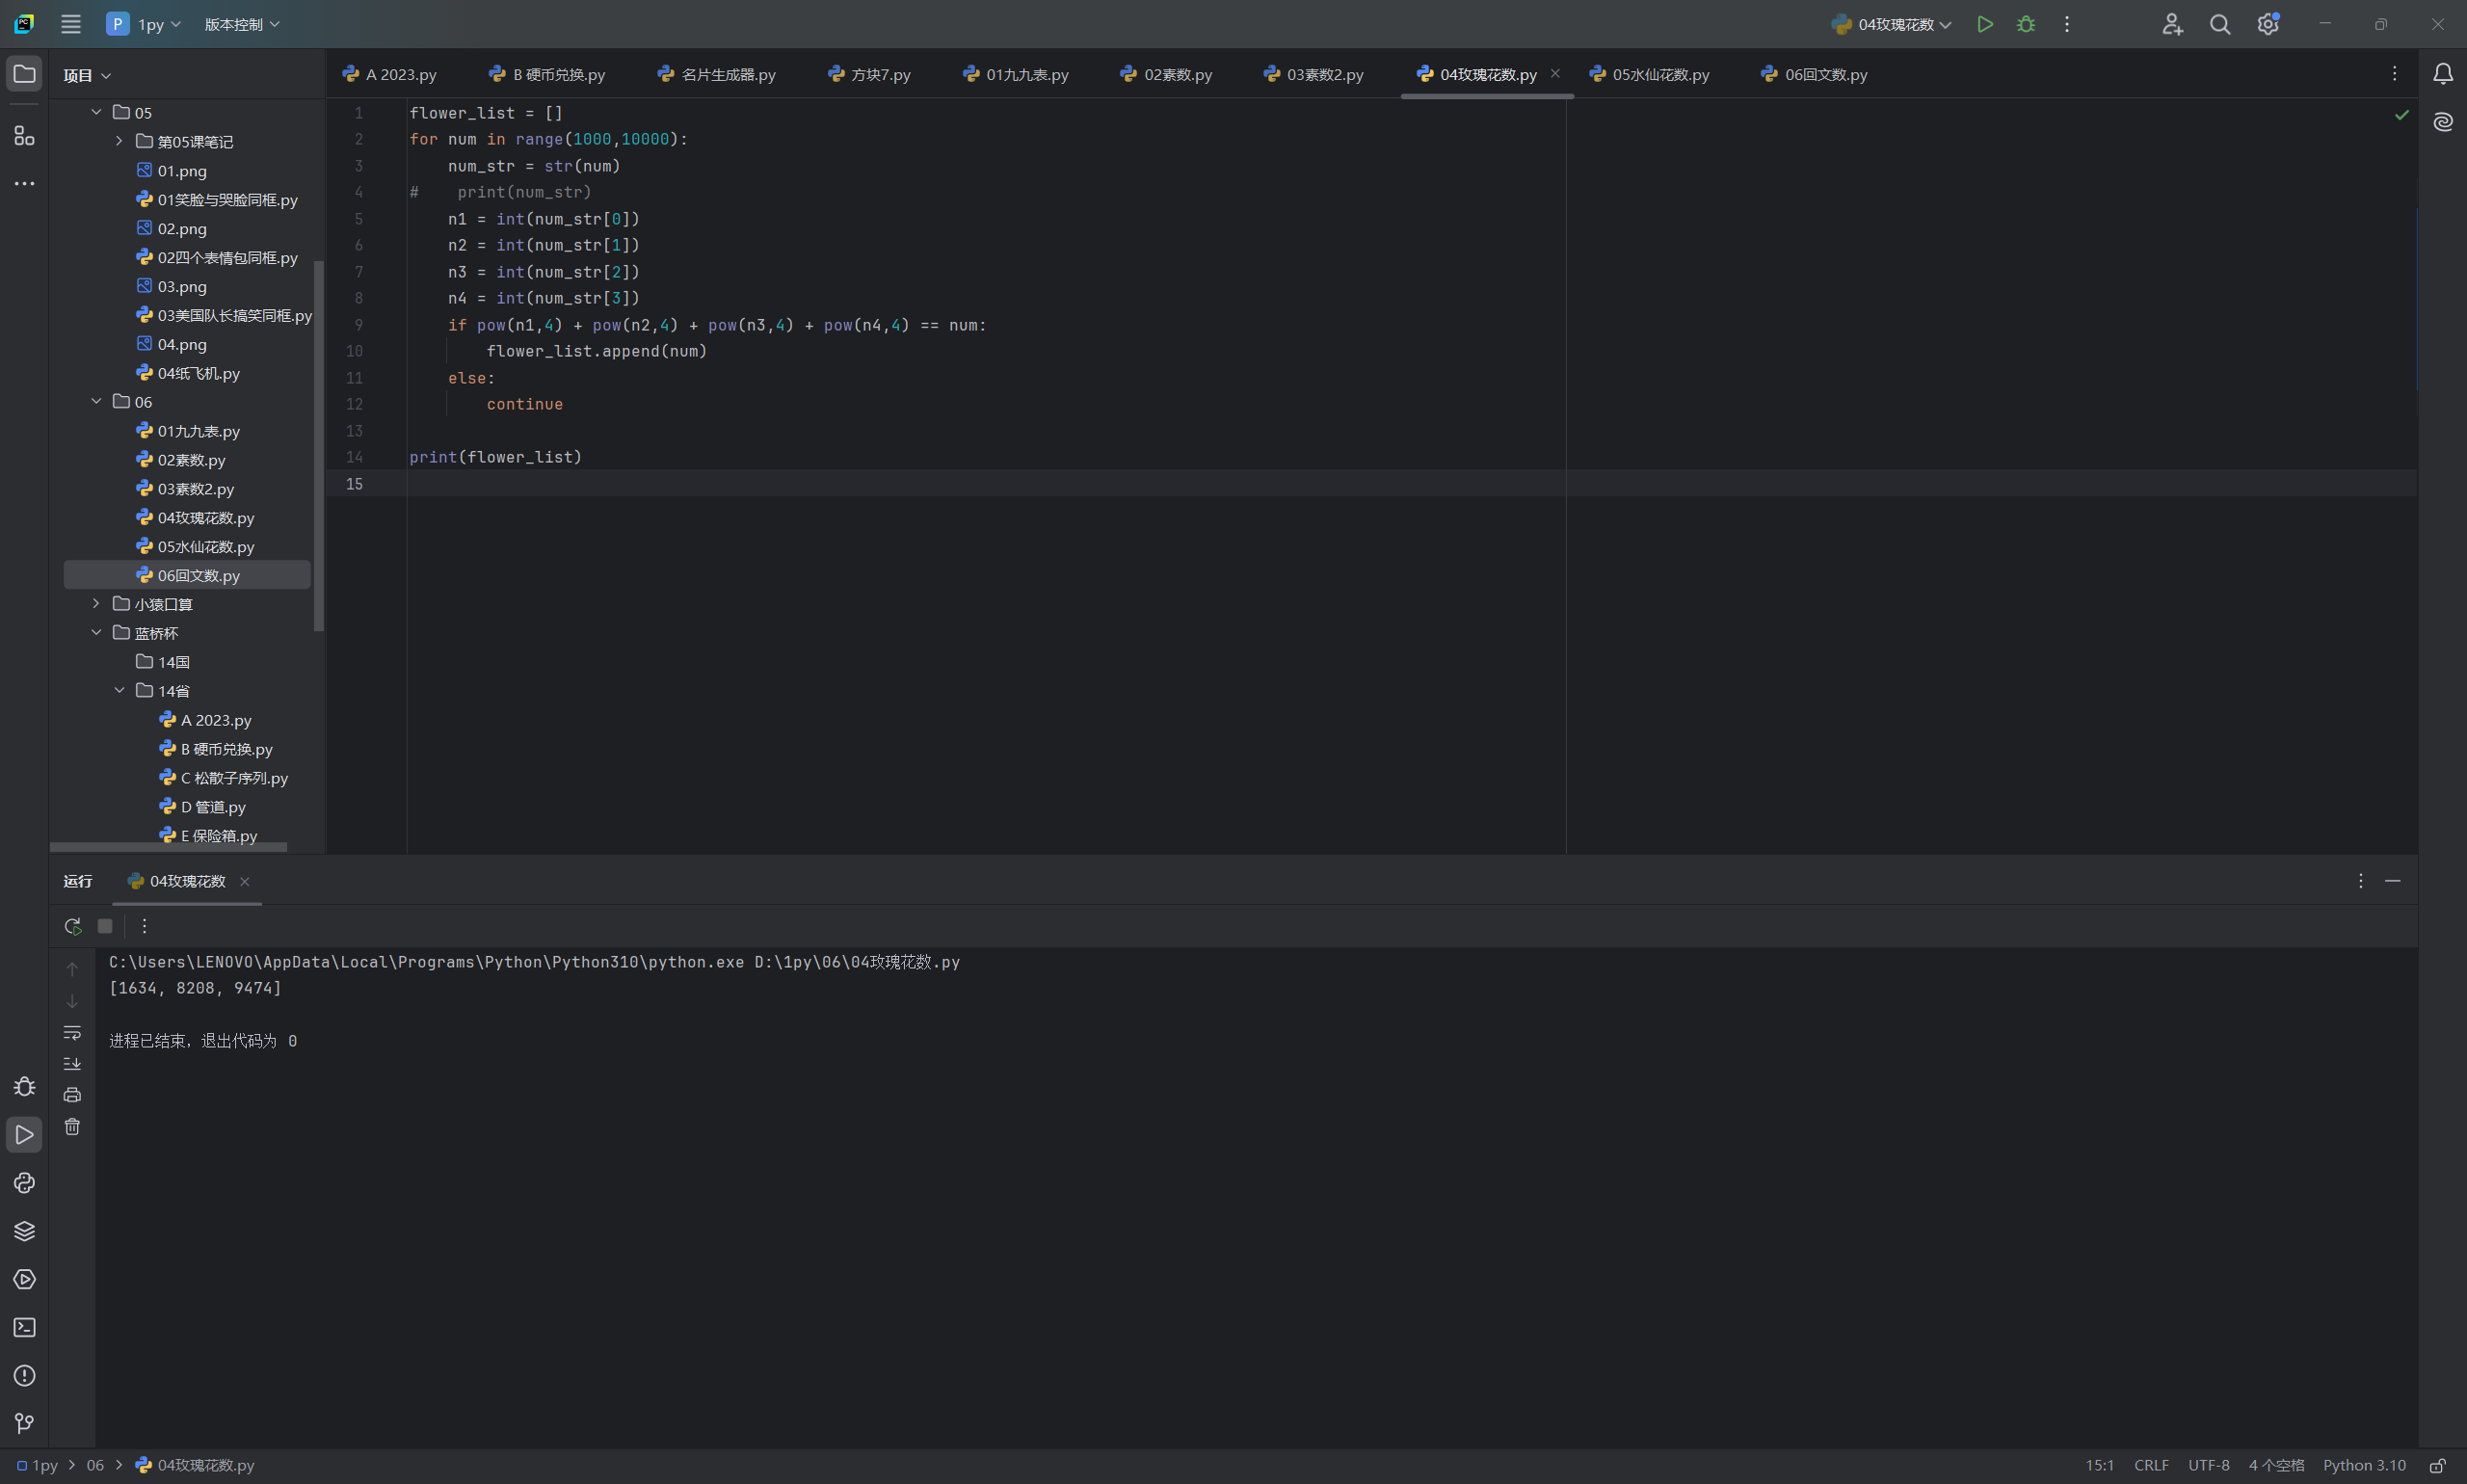 P 1py 版本控制 04玫瑰花数
项目
A 2023.py B 硬币兑换.py 名片生成器.py 方块7.py 01九九表.py 02素数.py 03素数2.py 04玫瑰花数.py 05水仙花数.py 06回文数.py
05
第05课笔记
01.png
01笑脸与哭脸同框.py
02.png
02四个表情包同框.py
03.png
03美国队长搞笑同框.py
04.png
04纸飞机.py
06
01九九表.py
02素数.py
03素数2.py
04玫瑰花数.py
05水仙花数.py
06回文数.py
小猿口算
蓝桥杯
14国
14省
A 2023.py
B 硬币兑换.py
C 松散子序列.py
D 管道.py
E 保险箱.py
1 flower_list = []
2 for num in range(1000,10000):
3     num_str = str(num)
4 #    print(num_str)
5     n1 = int(num_str[0])
6     n2 = int(num_str[1])
7     n3 = int(num_str[2])
8     n4 = int(num_str[3])
9     if pow(n1,4) + pow(n2,4) + pow(n3,4) + pow(n4,4) == num:
10         flower_list.append(num)
11     else:
12         continue
13
14 print(flower_list)
15
运行 04玫瑰花数
C:\Users\LENOVO\AppData\Local\Programs\Python\Python310\python.exe D:\1py\06\04玫瑰花数.py
[1634, 8208, 9474]
进程已结束，退出代码为 0
1py > 06 > 04玫瑰花数.py 15:1 CRLF UTF-8 4 个空格 Python 3.10